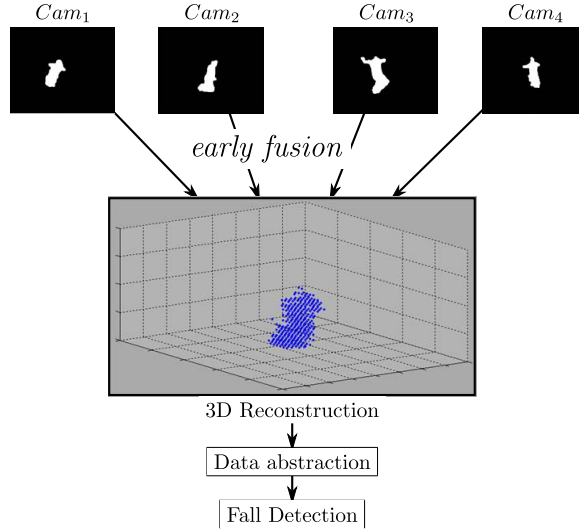 Cam₁ Cam₂ Cam₃ Cam₄
early fusion
3D Reconstruction
Data abstraction
Fall Detection